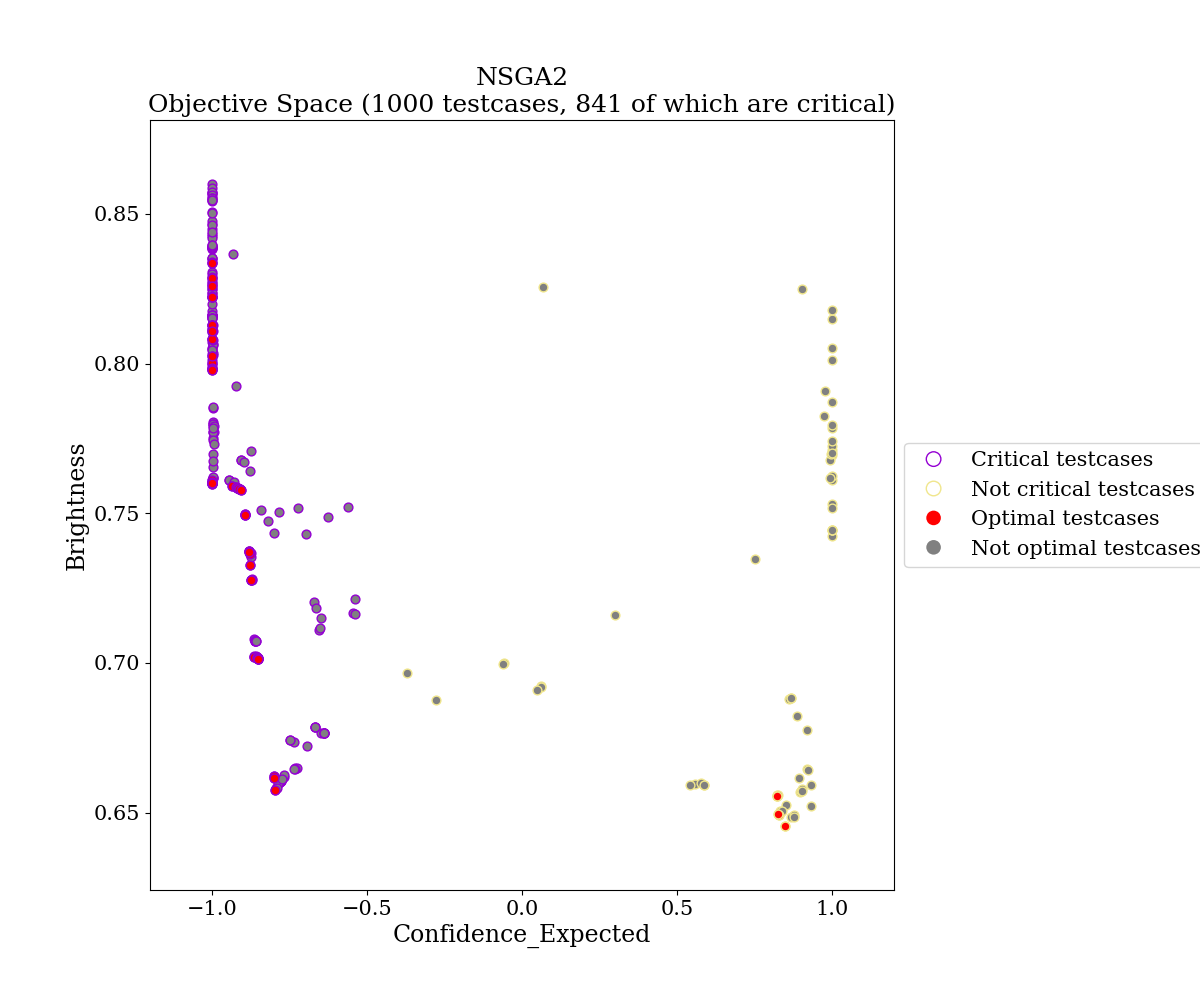 NSGA2
Objective Space (1000 testcases, 841 of which are critical)
0.85
0.80
0.75
0.70
0.65
Brightness
−1.0
−0.5
0.0
0.5
1.0
Confidence_Expected
Critical testcases
Not critical testcases
Optimal testcases
Not optimal testcases